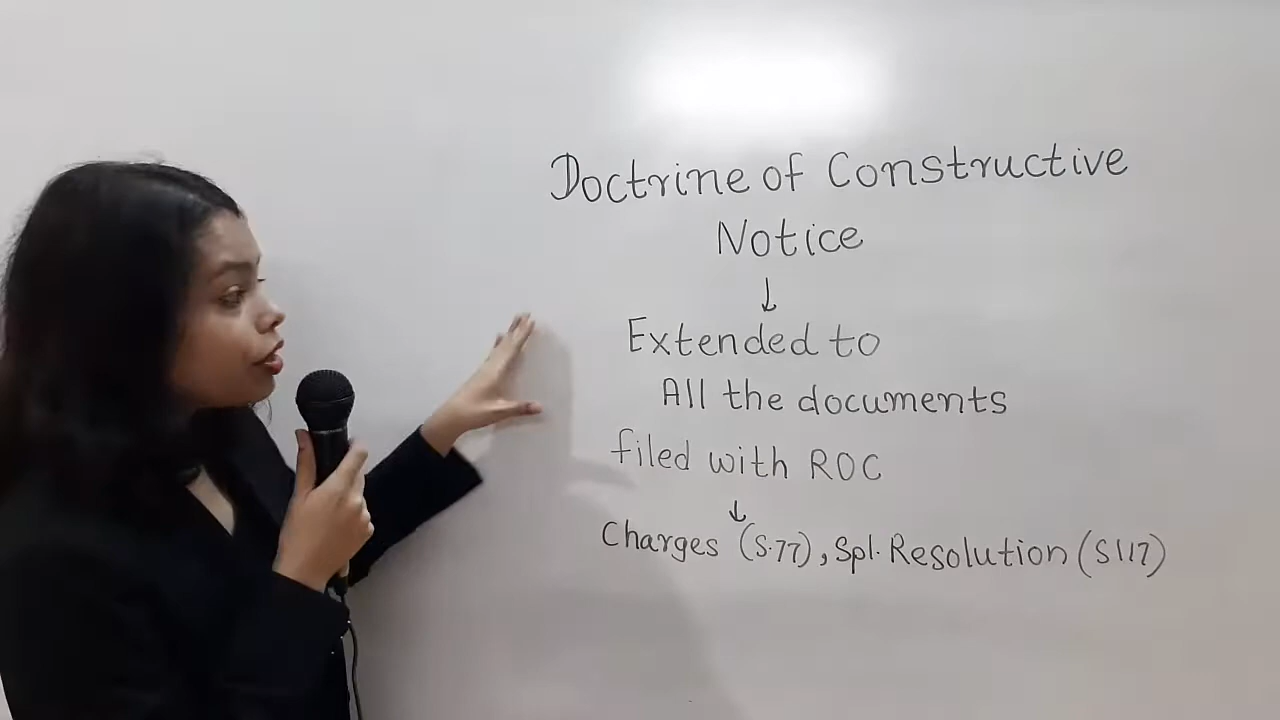 Doctrine of Constructive
Notice
↓
Extended to
All the documents
filed with ROC
↓
Charges (S.77), Spl. Resolution (S117)